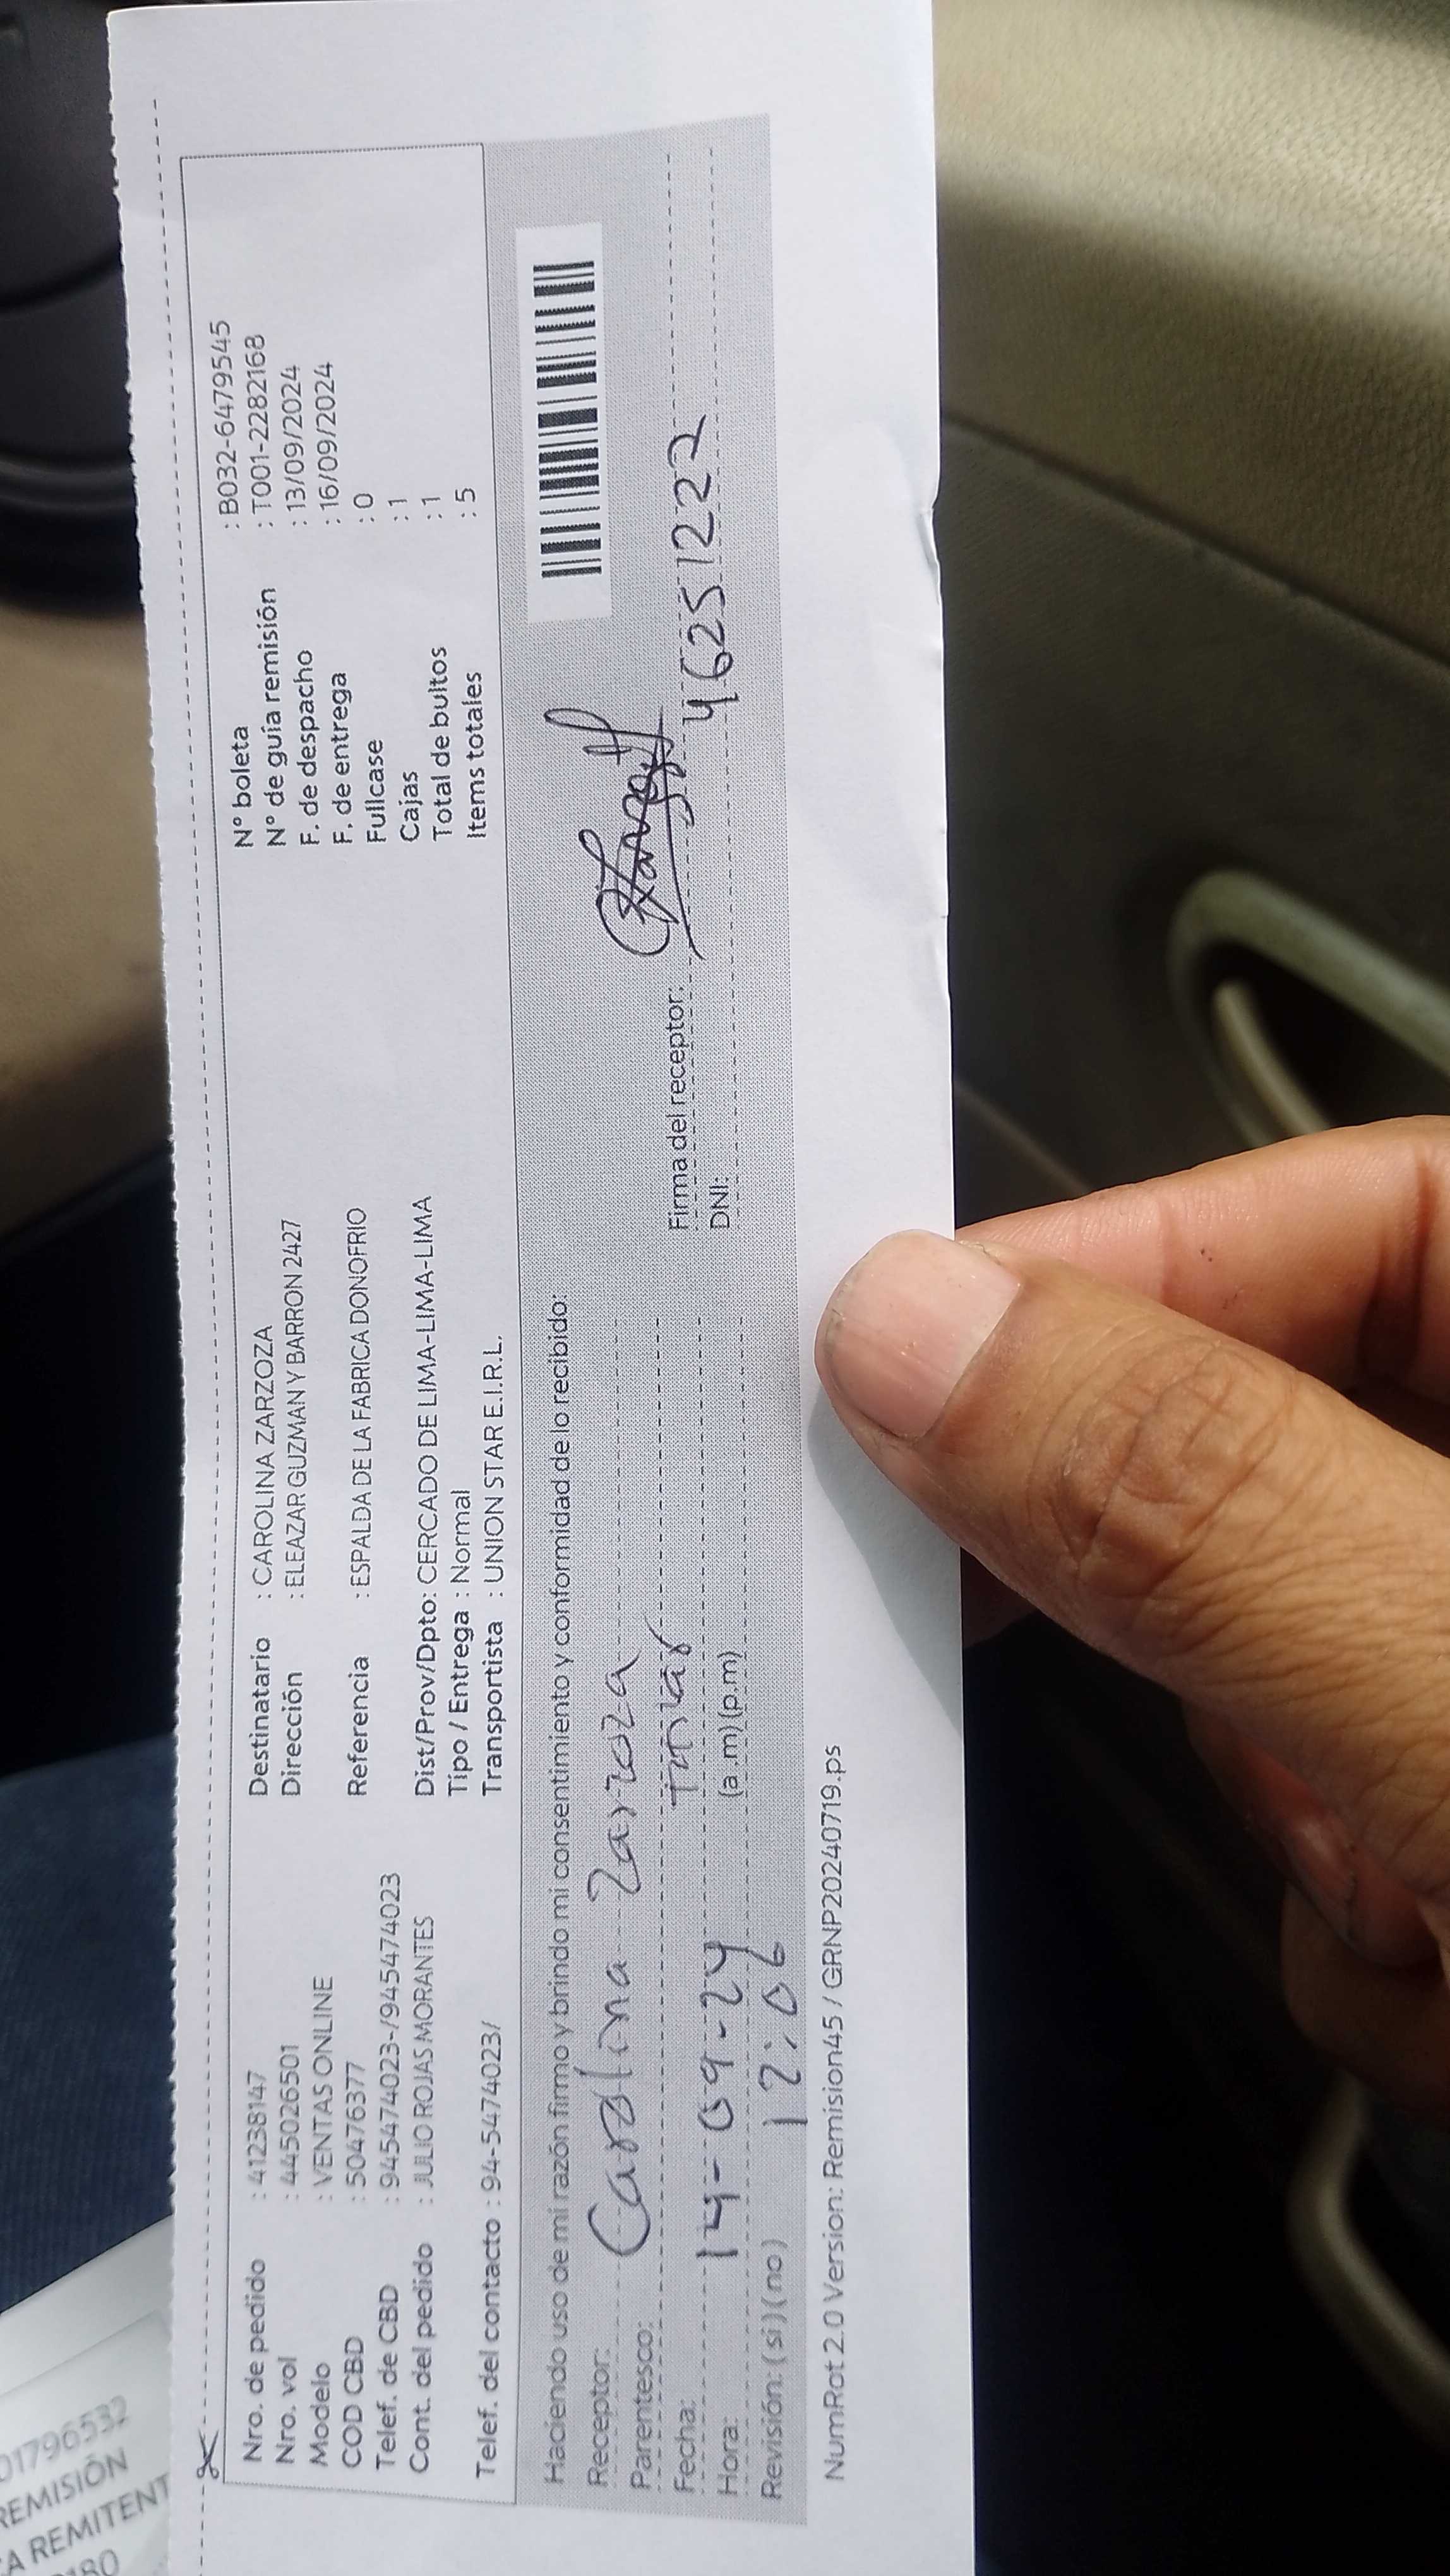 Nro. de pedido : 41238147
Nro. vol : 445026501
Modelo : VENTAS ONLINE
COD CBD : 50476377
Telef. de CBD : 945474023-/945474023
Cont. del pedido : JULIO ROJAS MORANTES
Telef. del contacto : 94-5474023/
Destinatario : CAROLINA ZARZOZA
Dirección : ELEAZAR GUZMAN Y BARRON 2427
Referencia : ESPALDA DE LA FABRICA DONOFRIO
Dist/Prov/Dpto: CERCADO DE LIMA-LIMA-LIMA
Tipo / Entrega : Normal
Transportista : UNION STAR E.I.R.L.
N° boleta : B032-6479545
N° de guía remisión : T001-2282168
F. de despacho : 13/09/2024
F. de entrega : 16/09/2024
Fullcase : 0
Cajas : 1
Total de bultos : 1
Items totales : 5
Haciendo uso de mi razón firmo y brindo mi consentimiento y conformidad de lo recibido:
Receptor: Carolina Zarzoza
Parentesco:
Fecha: 14-09-24
Hora: 12:06 (a.m) (p.m)
Revisión: (si) (no)
Firma del receptor:
DNI: 46251222
NumRot 2.0 Version: Remision45 / GRNP20240719.ps
01796532
REMISIÓN
A REMITENT